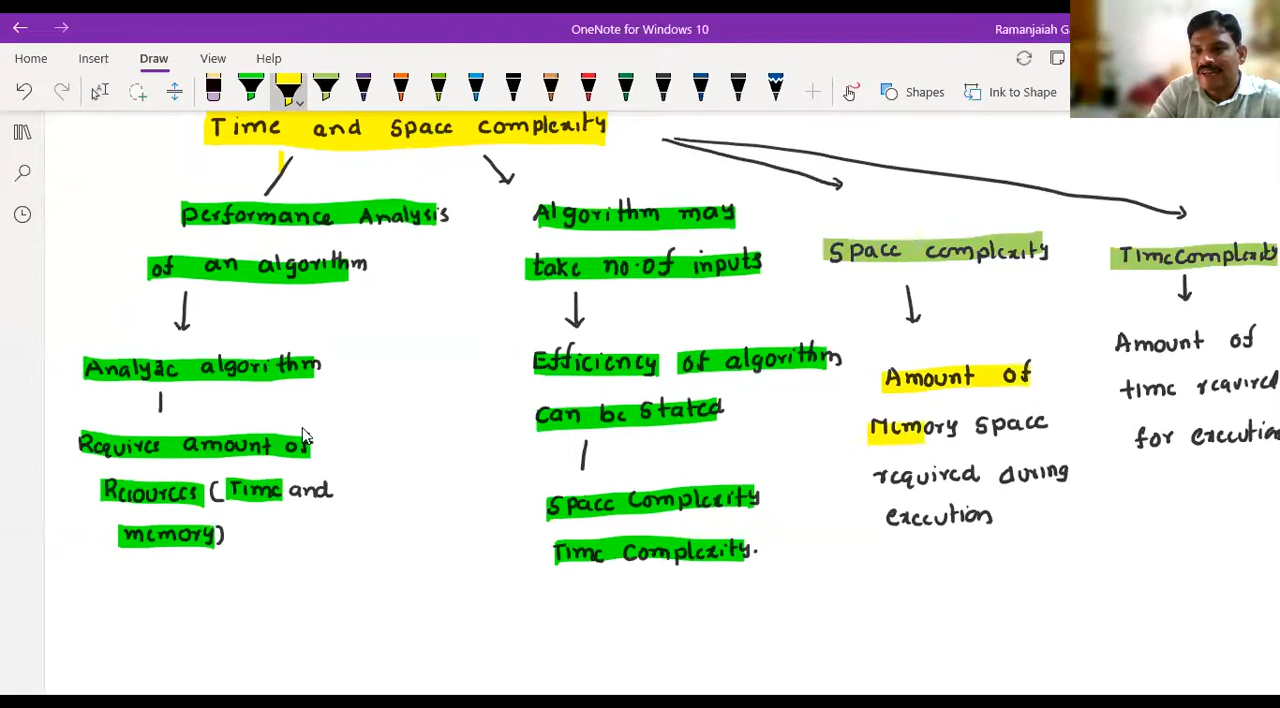 OneNote for Windows 10
Ramanjaiah G
Home Insert Draw View Help
Shapes
Ink to Shape
Time and Space complexity
Performance Analysis
of an algorithm
Analyze algorithm
Requires amount of
Resources (Time and
memory)
Algorithm may
take no.of inputs
Efficiency of algorithm
can be stated
Space Complexity
Time Complexity.
Space complexity
Amount of
Memory space
required during
execution
Time complexity
Amount of
time required
for execution